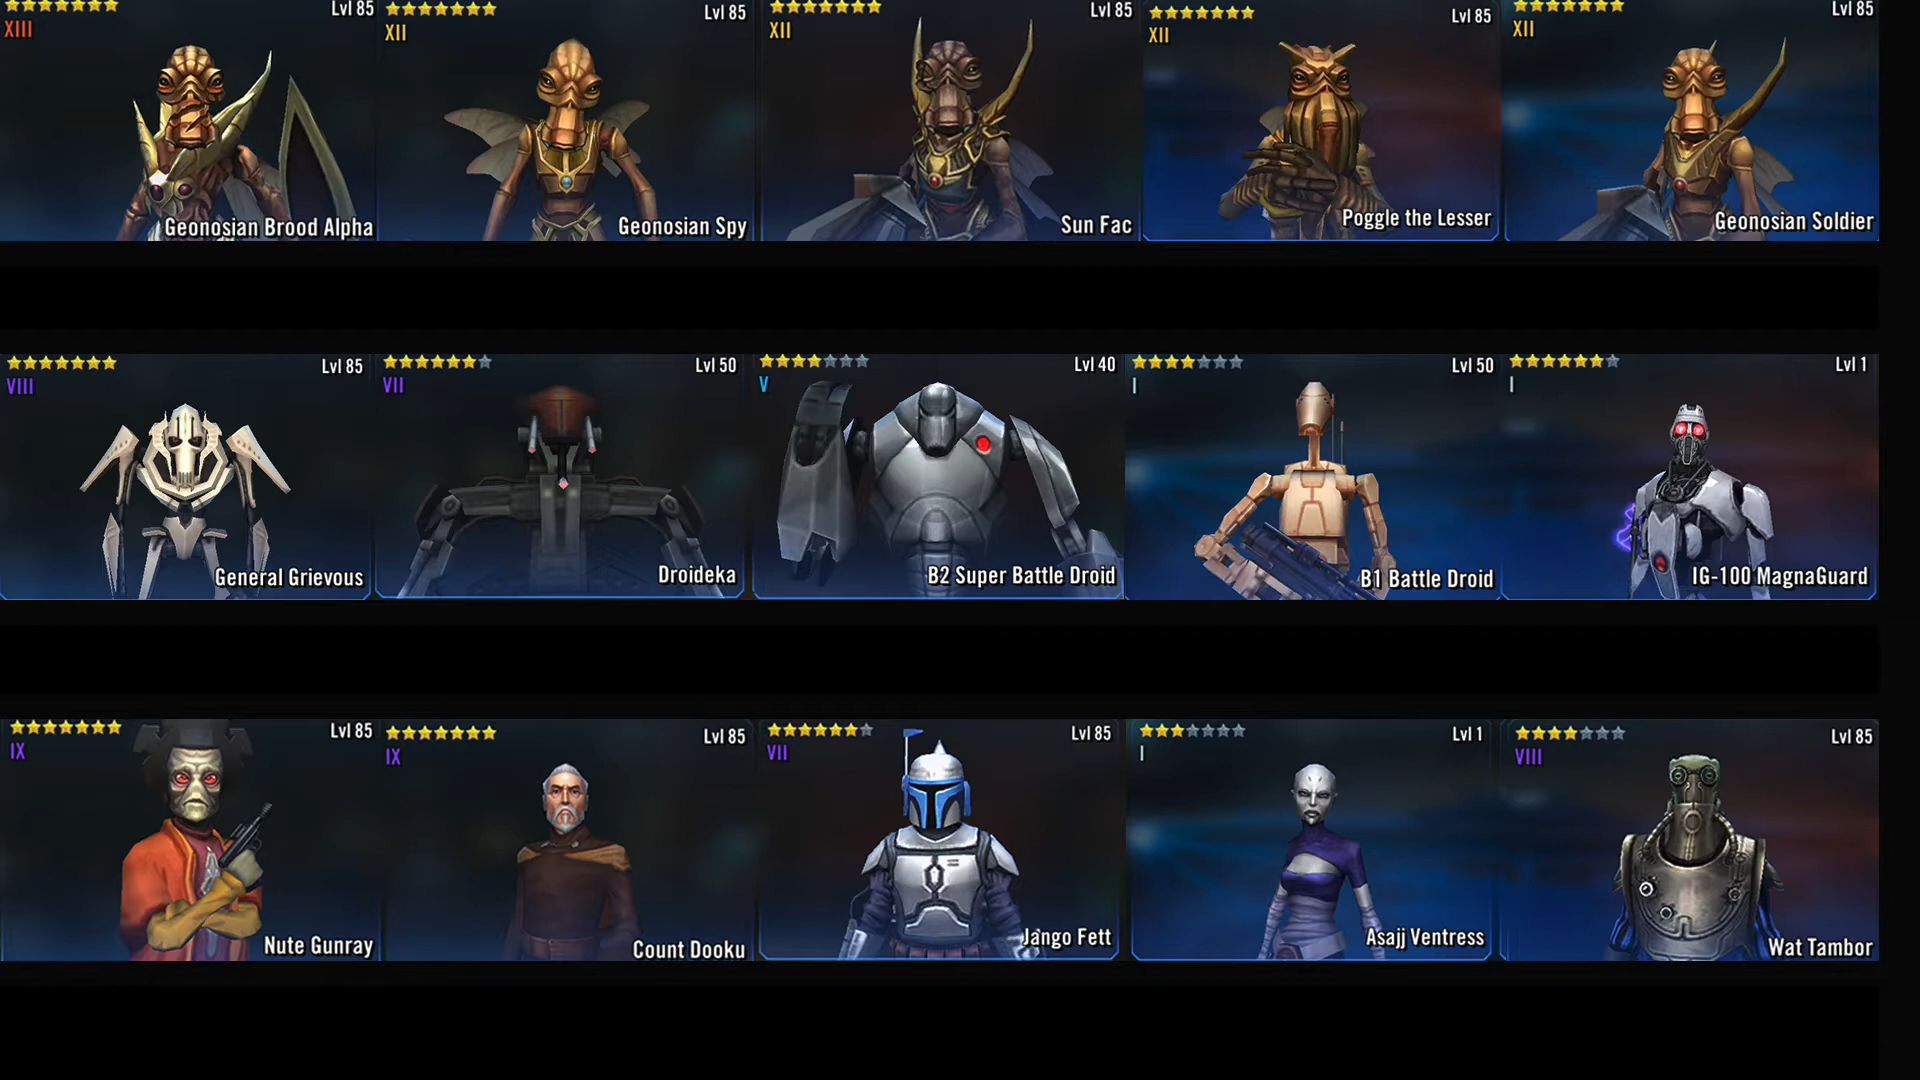 Lvl 85
XIII
Geonosian Brood Alpha
Lvl 85
XII
Geonosian Spy
Lvl 85
XII
Sun Fac
Lvl 85
XII
Poggle the Lesser
Lvl 85
XII
Geonosian Soldier
Lvl 85
VIII
General Grievous
Lvl 50
VII
Droideka
Lvl 40
V
B2 Super Battle Droid
Lvl 50
I
B1 Battle Droid
Lvl 1
I
IG-100 MagnaGuard
Lvl 85
IX
Nute Gunray
Lvl 85
IX
Count Dooku
Lvl 85
VII
Jango Fett
Lvl 1
I
Asajj Ventress
Lvl 85
VIII
Wat Tambor